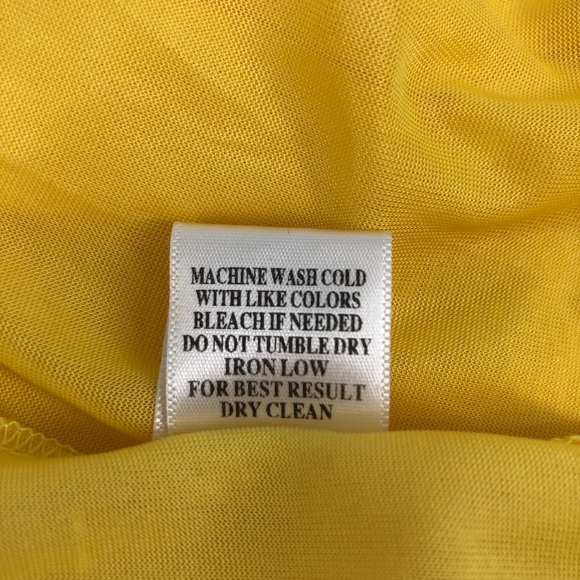 MACHINE WASH COLD
WITH LIKE COLORS
BLEACH IF NEEDED
DO NOT TUMBLE DRY
IRON LOW
FOR BEST RESULT
DRY CLEAN